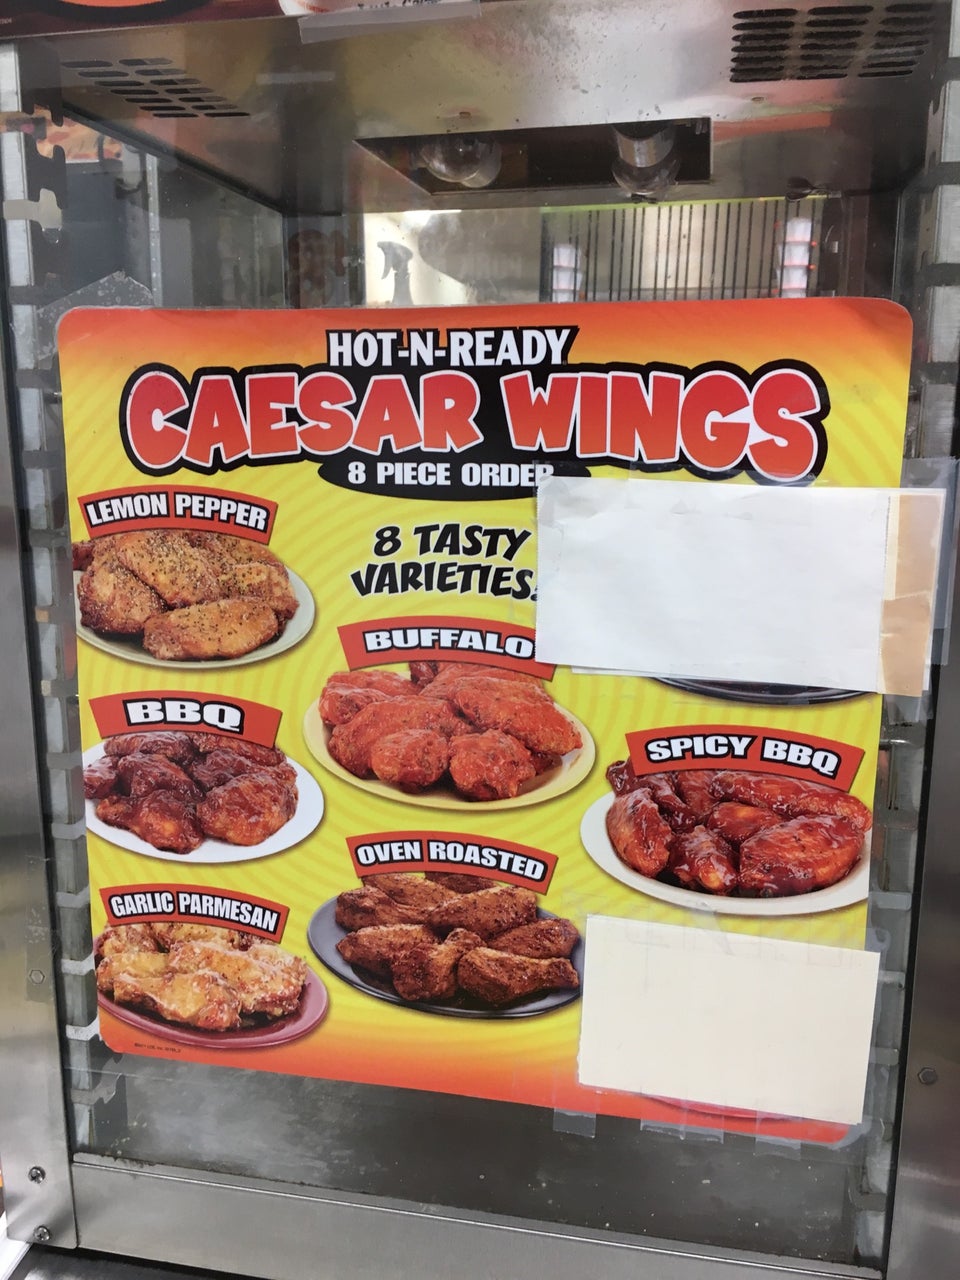 HOT-N-READY
CAESAR WINGS
8 PIECE ORDER
LEMON PEPPER
8 TASTY
VARIETIES
BUFFALO
BBQ
SPICY BBQ
OVEN ROASTED
GARLIC PARMESAN